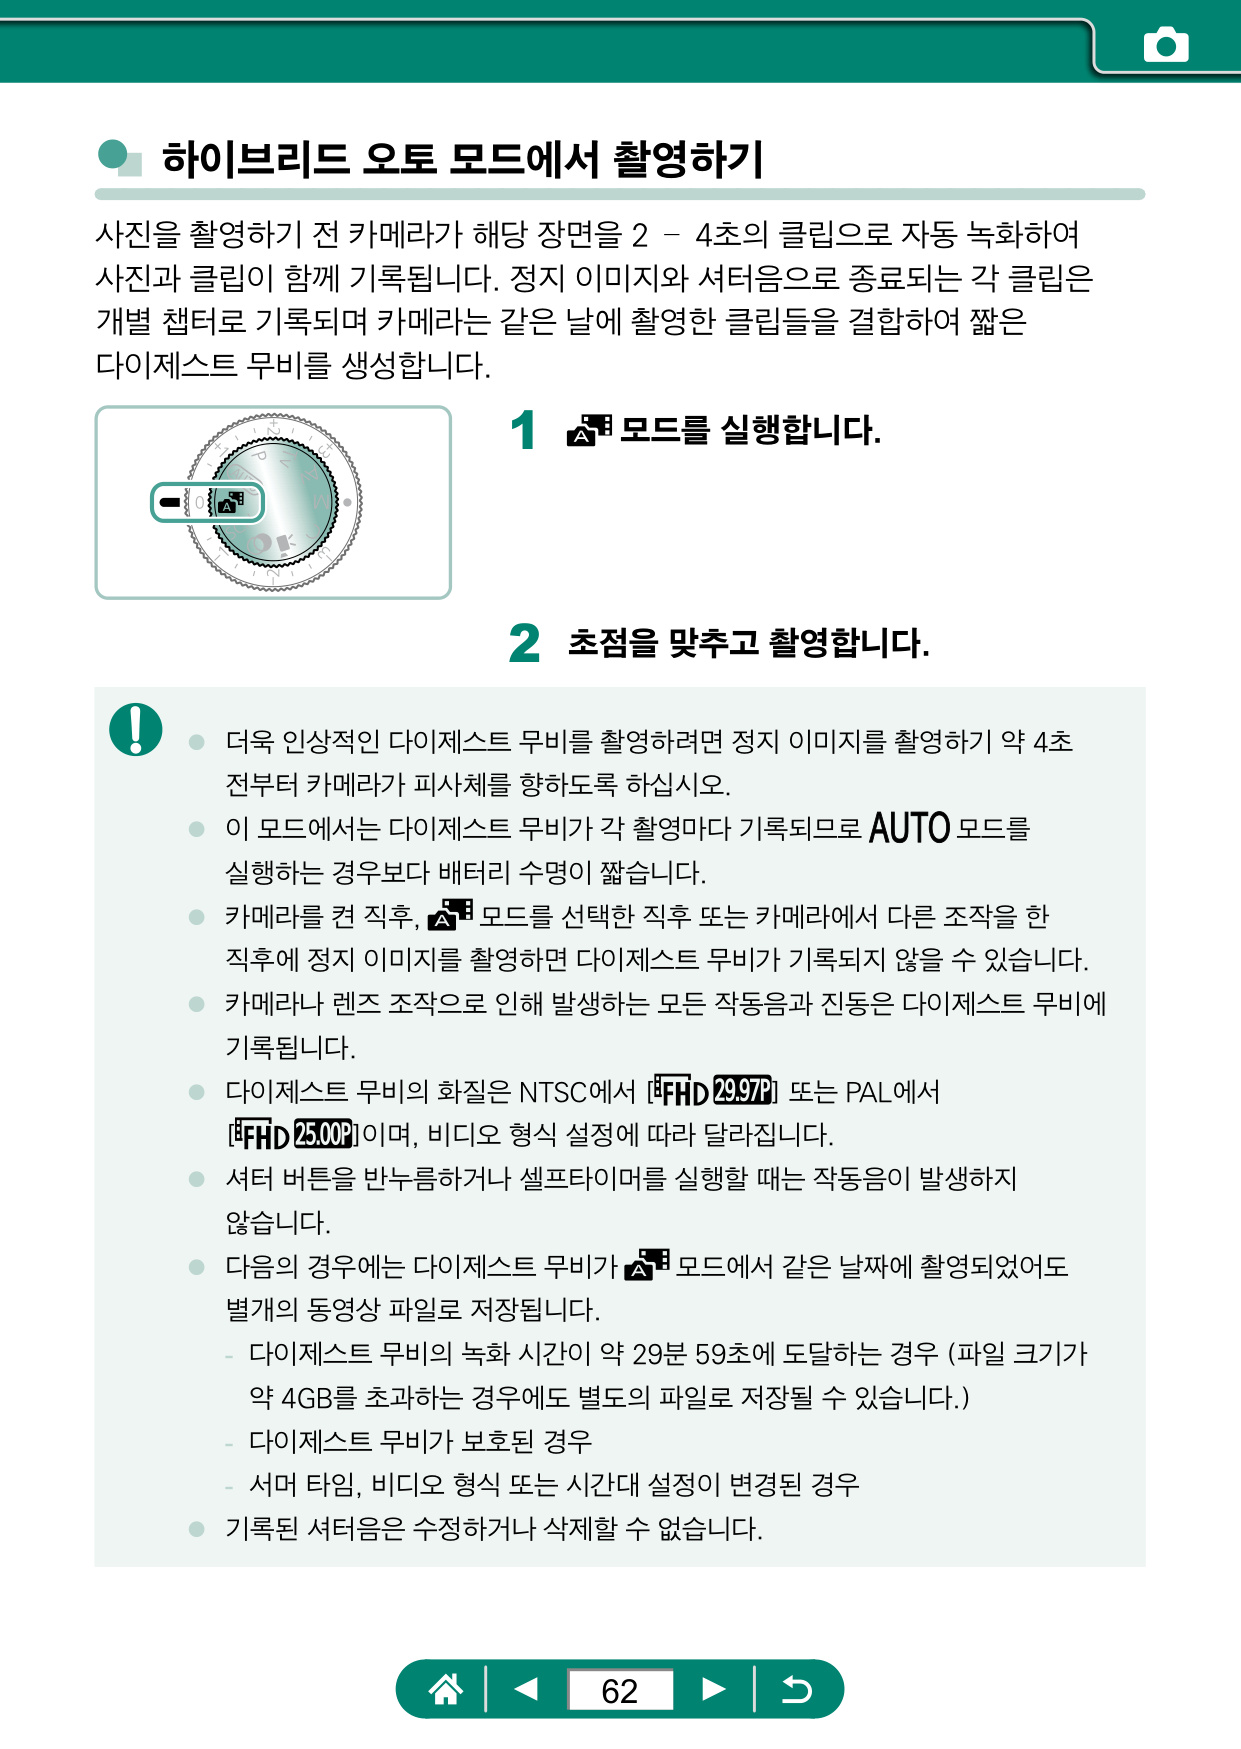 하이브리드 오토 모드에서 촬영하기
사진을 촬영하기 전 카메라가 해당 장면을 2 – 4초의 클립으로 자동 녹화하여
사진과 클립이 함께 기록됩니다. 정지 이미지와 셔터음으로 종료되는 각 클립은
개별 챕터로 기록되며 카메라는 같은 날에 촬영한 클립들을 결합하여 짧은
다이제스트 무비를 생성합니다.
1 모드를 실행합니다.
2 초점을 맞추고 촬영합니다.
더욱 인상적인 다이제스트 무비를 촬영하려면 정지 이미지를 촬영하기 약 4초
전부터 카메라가 피사체를 향하도록 하십시오.
이 모드에서는 다이제스트 무비가 각 촬영마다 기록되므로 AUTO 모드를
실행하는 경우보다 배터리 수명이 짧습니다.
카메라를 켠 직후, 모드를 선택한 직후 또는 카메라에서 다른 조작을 한
직후에 정지 이미지를 촬영하면 다이제스트 무비가 기록되지 않을 수 있습니다.
카메라나 렌즈 조작으로 인해 발생하는 모든 작동음과 진동은 다이제스트 무비에
기록됩니다.
다이제스트 무비의 화질은 NTSC에서 [FHD 29.97P] 또는 PAL에서
[FHD 25.00P]이며, 비디오 형식 설정에 따라 달라집니다.
셔터 버튼을 반누름하거나 셀프타이머를 실행할 때는 작동음이 발생하지
않습니다.
다음의 경우에는 다이제스트 무비가 모드에서 같은 날짜에 촬영되었어도
별개의 동영상 파일로 저장됩니다.
- 다이제스트 무비의 녹화 시간이 약 29분 59초에 도달하는 경우 (파일 크기가
약 4GB를 초과하는 경우에도 별도의 파일로 저장될 수 있습니다.)
- 다이제스트 무비가 보호된 경우
- 서머 타임, 비디오 형식 또는 시간대 설정이 변경된 경우
기록된 셔터음은 수정하거나 삭제할 수 없습니다.
62